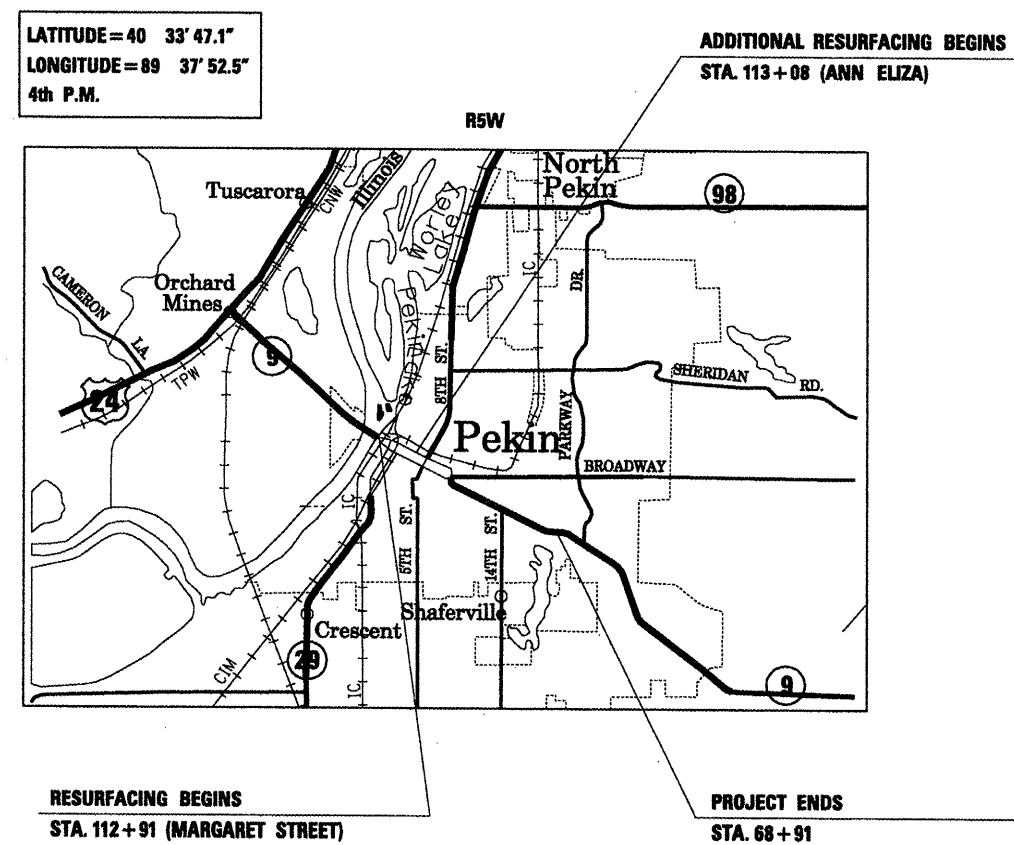 LATITUDE=40 33' 47.1"
LONGITUDE=89 37' 52.5"
4th P.M.
ADDITIONAL RESURFACING BEGINS
STA. 113+08 (ANN ELIZA)
R5W
North
Pekin
98
Tuscarora
CNW
Illinois
Worley
Lake
IC
DR.
Orchard
Mines
CAMERON
LA.
9
Pekin Lake
8TH ST.
TPW
24
SHERIDAN
RD.
Pekin
PARKWAY
BROADWAY
IC
5TH ST.
14TH ST.
Shaferville
Crescent
29
CIM
IC
9
RESURFACING BEGINS
STA. 112+91 (MARGARET STREET)
PROJECT ENDS
STA. 68+91